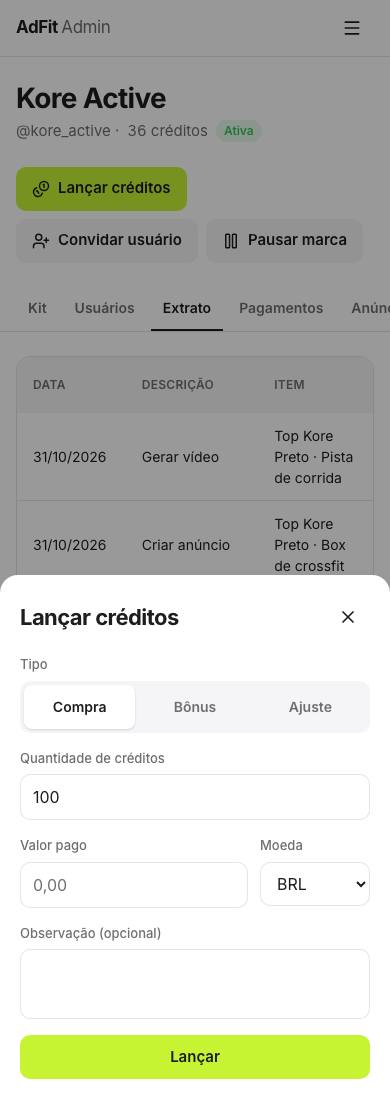 AdFit Admin
Kore Active
@kore_active · 36 créditos Ativa
Lançar créditos
Convidar usuário Pausar marca
Kit Usuários Extrato Pagamentos Anúnc
DATA DESCRIÇÃO ITEM
31/10/2026 Gerar vídeo Top Kore
Preto · Pista
de corrida
31/10/2026 Criar anúncio Top Kore
Preto · Box
de crossfit
Lançar créditos
Tipo
Compra Bônus Ajuste
Quantidade de créditos
100
Valor pago Moeda
0,00 BRL
Observação (opcional)
Lançar